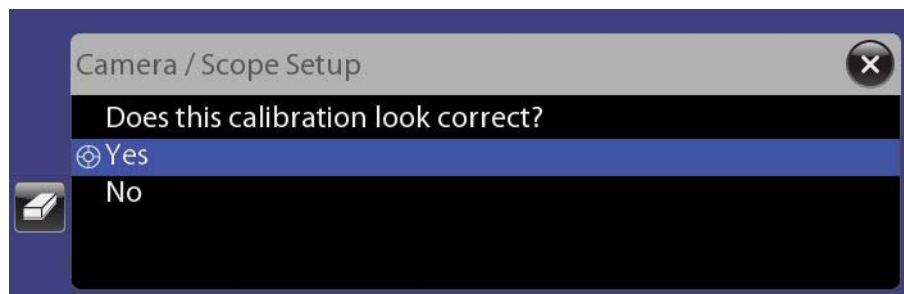 Camera / Scope Setup
Does this calibration look correct?
Yes
No